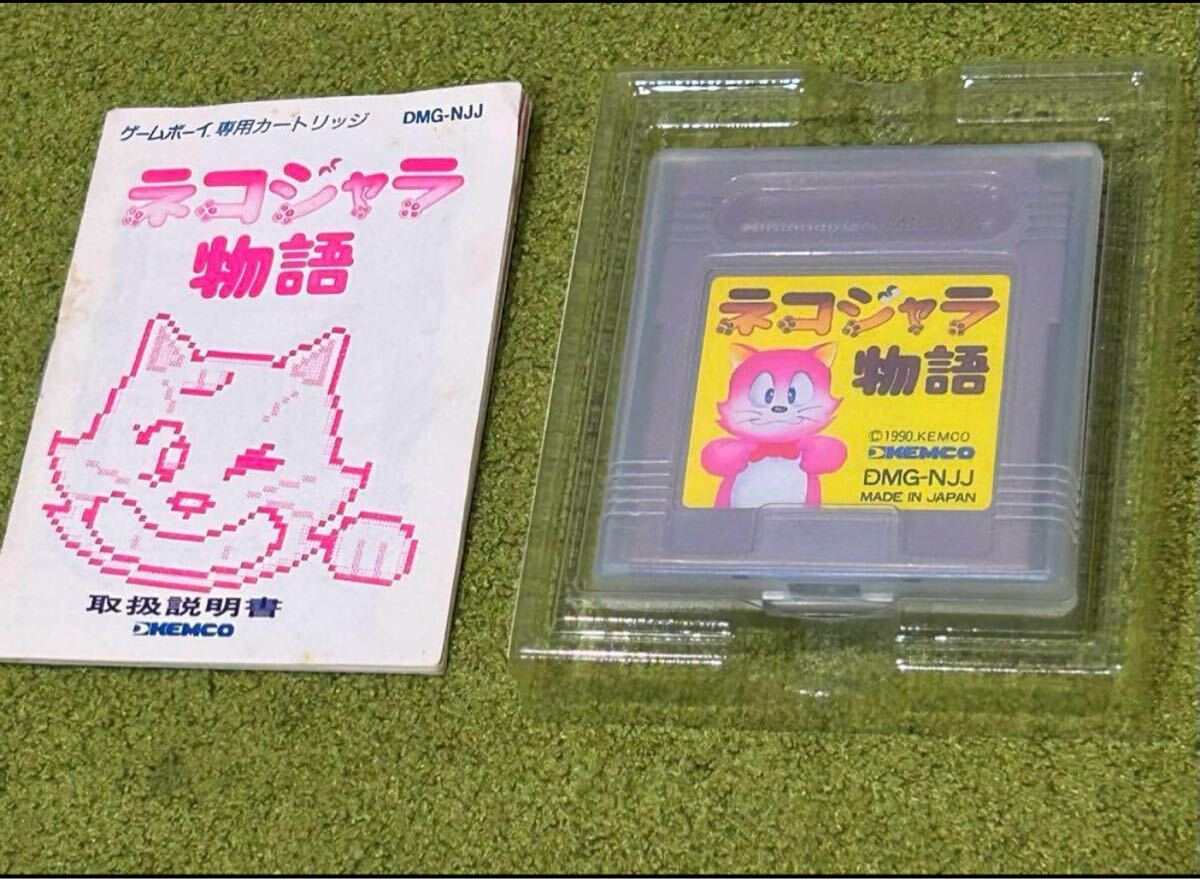 ゲームボーイ専用カートリッジ
DMG-NJJ
ネコジャラ
物語
取扱説明書
KEMCO
ネコジャラ
物語
©1990.KEMCO
KEMCO
DMG-NJJ
MADE IN JAPAN